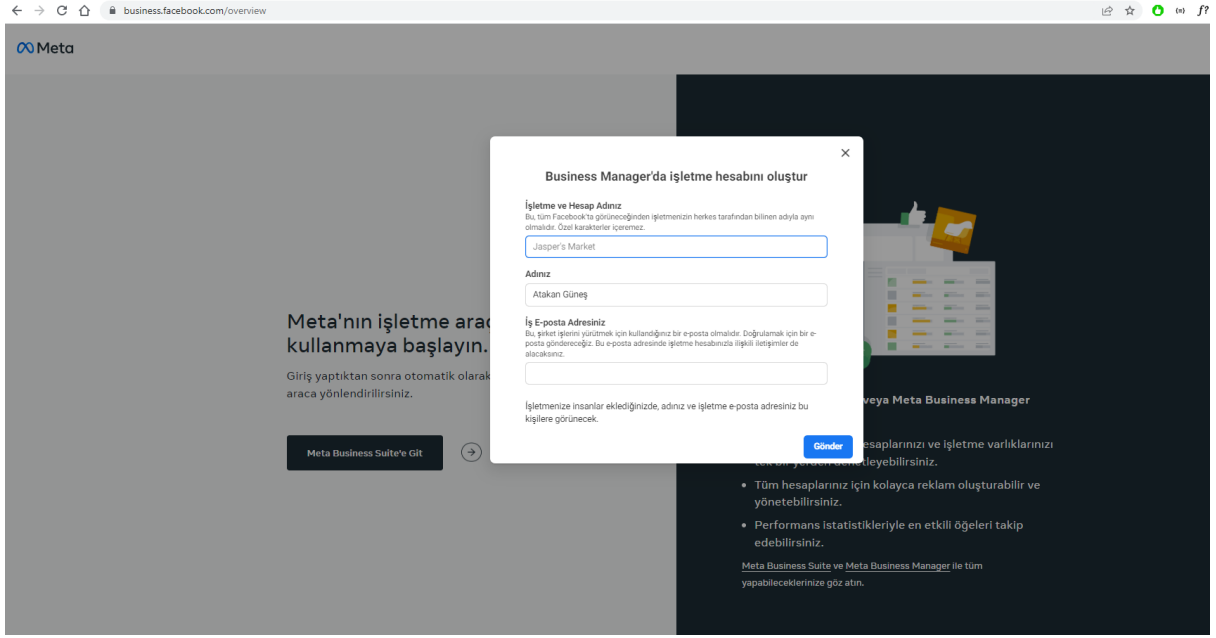 business.facebook.com/overview
f?
Meta
Business Manager'da işletme hesabını oluştur
İşletme ve Hesap Adınız
Bu, tüm Facebook'ta görüneceğinden işletmenizin herkes tarafından bilinen adıyla aynı
olmalıdır. Özel karakterler içeremez.
Jasper's Market
Adınız
Atakan Güneş
İş E-posta Adresiniz
Bu, şirket işlerini yürütmek için kullandığınız bir e-posta olmalıdır. Doğrulamak için bir e-
posta göndereceğiz. Bu e-posta adresinde işletme hesabınızla ilişkili iletişimler de
alacaksınız.
İşletmenize insanlar eklediğinizde, adınız ve işletme e-posta adresiniz bu
kişilere görünecek.
Gönder
Meta'nın işletme arac
kullanmaya başlayın.
Giriş yaptıktan sonra otomatik olarak
araca yönlendirilirsiniz.
Meta Business Suite'e Git
veya Meta Business Manager
esaplarınızı ve işletme varlıklarınızı
tek bir yerden denetleyebilirsiniz.
• Tüm hesaplarınız için kolayca reklam oluşturabilir ve
yönetebilirsiniz.
• Performans istatistikleriyle en etkili öğeleri takip
edebilirsiniz.
Meta Business Suite ve Meta Business Manager ile tüm
yapabileceklerinize göz atın.